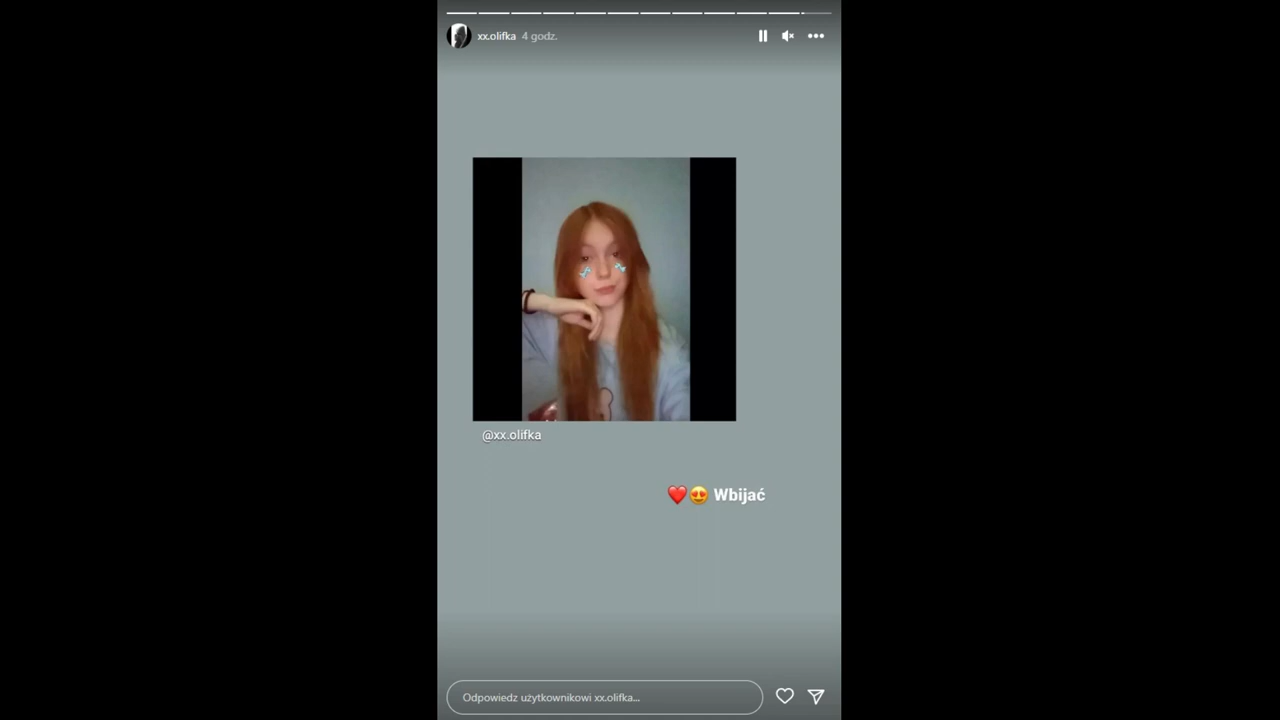 xx.olifka 4 godz.
@xx.olifka
❤️😍 Wbijać
Odpowiedz użytkownikowi xx.olifka...